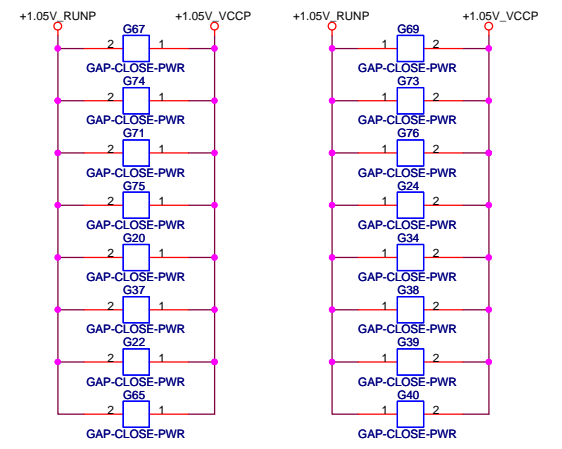 +1.05V_RUNP +1.05V_VCCP
G67
2 1
GAP-CLOSE-PWR
G74
2 1
GAP-CLOSE-PWR
G71
2 1
GAP-CLOSE-PWR
G75
2 1
GAP-CLOSE-PWR
G20
2 1
GAP-CLOSE-PWR
G37
2 1
GAP-CLOSE-PWR
G22
2 1
GAP-CLOSE-PWR
G65
2 1
GAP-CLOSE-PWR
+1.05V_RUNP +1.05V_VCCP
G69
1 2
GAP-CLOSE-PWR
G73
1 2
GAP-CLOSE-PWR
G76
1 2
GAP-CLOSE-PWR
G24
1 2
GAP-CLOSE-PWR
G34
1 2
GAP-CLOSE-PWR
G38
1 2
GAP-CLOSE-PWR
G39
1 2
GAP-CLOSE-PWR
G40
1 2
GAP-CLOSE-PWR